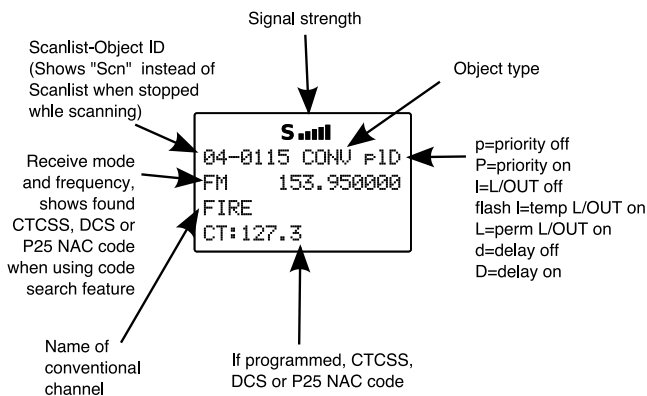 Signal strength
Scanlist-Object ID
(Shows "Scn" instead of
Scanlist when stopped
whle scanning)
Object type
S
04-0115 CONV plD
FM 153.950000
FIRE
CT:127.3
Receive mode
and frequency,
shows found
CTCSS, DCS or
P25 NAC code
when using code
search feature
p=priority off
P=priority on
l=L/OUT off
flash l=temp L/OUT on
L=perm L/OUT on
d=delay off
D=delay on
Name of
conventional
channel
If programmed, CTCSS,
DCS or P25 NAC code